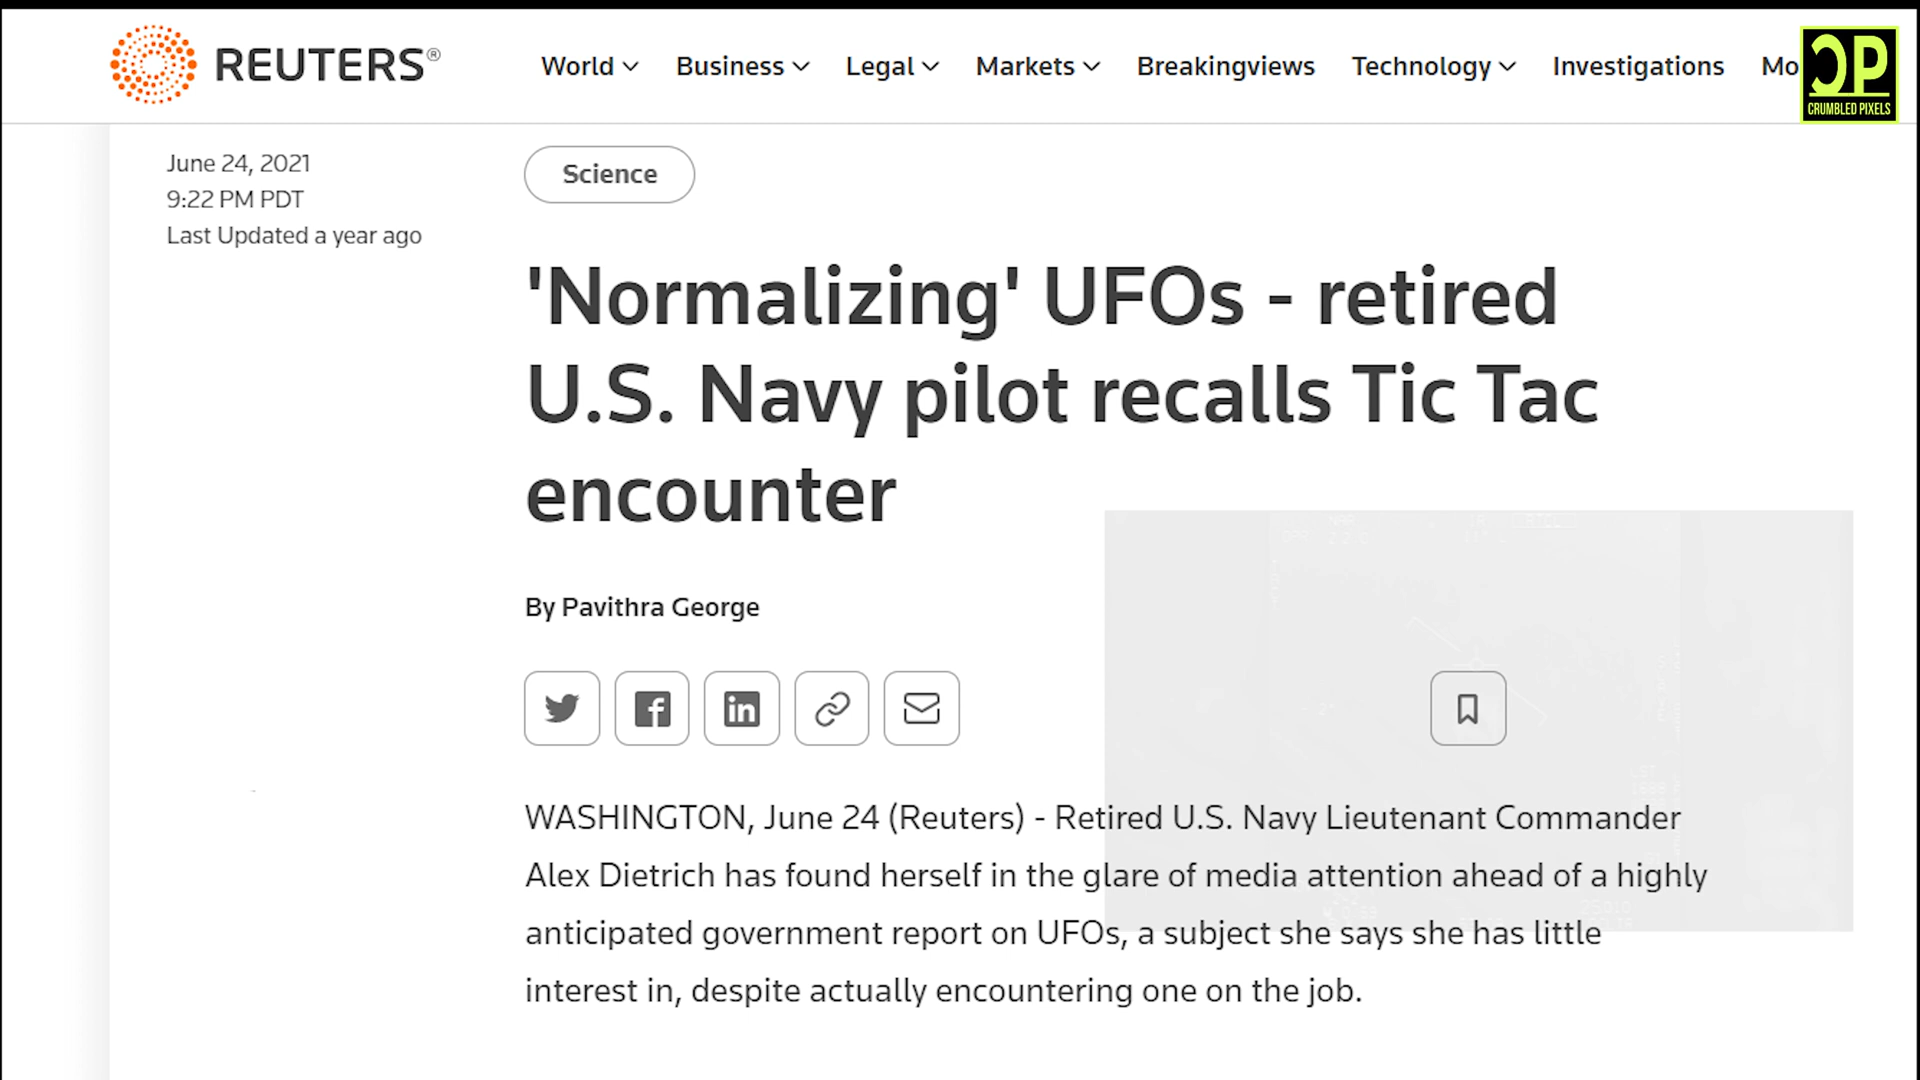 REUTERS®
World
Business
Legal
Markets
Breakingviews
Technology
Investigations
Mo
CP
CRUMBLED PIXELS
June 24, 2021
9:22 PM PDT
Last Updated a year ago
Science
'Normalizing' UFOs - retired
U.S. Navy pilot recalls Tic Tac
encounter
By Pavithra George
WASHINGTON, June 24 (Reuters) - Retired U.S. Navy Lieutenant Commander
Alex Dietrich has found herself in the glare of media attention ahead of a highly
anticipated government report on UFOs, a subject she says she has little
interest in, despite actually encountering one on the job.